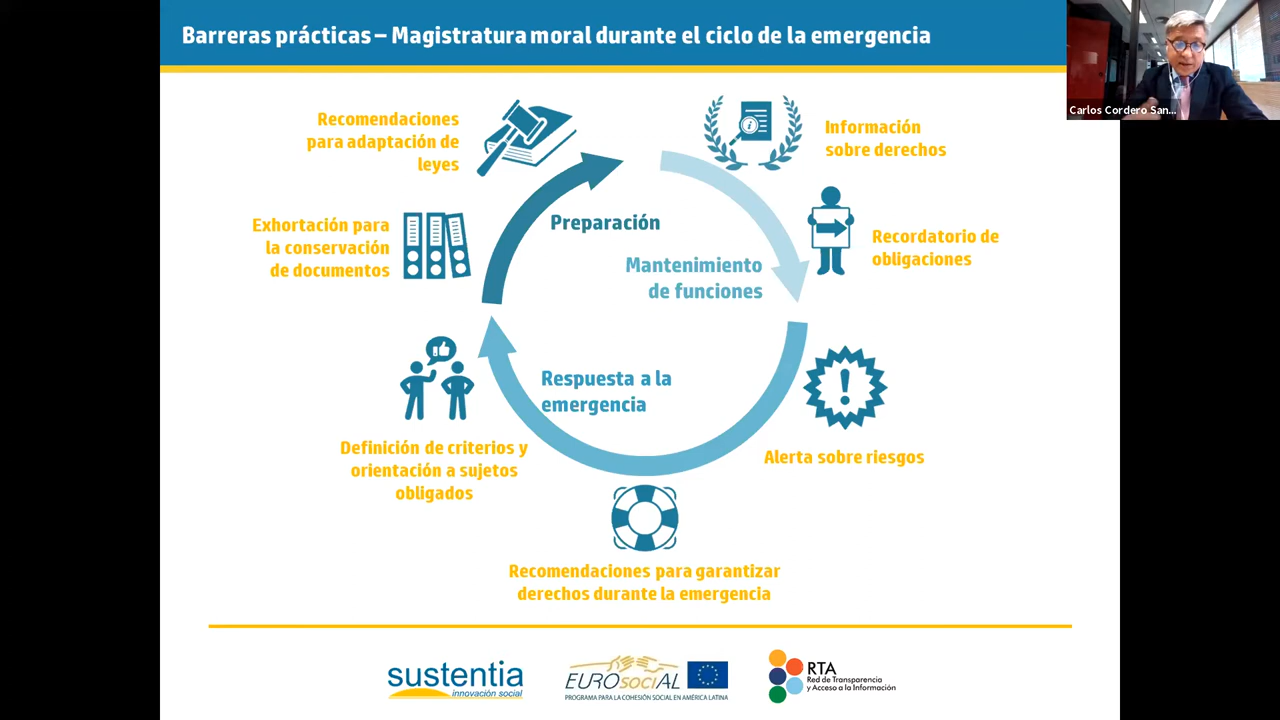 Barreras prácticas – Magistratura moral durante el ciclo de la emergencia
Carlos Cordero San...
Recomendaciones
para adaptación de
leyes
Información
sobre derechos
Exhortación para
la conservación
de documentos
Preparación
Recordatorio de
obligaciones
Mantenimiento
de funciones
Respuesta a la
emergencia
Definición de criterios y
orientación a sujetos
obligados
Alerta sobre riesgos
Recomendaciones para garantizar
derechos durante la emergencia
sustentia
innovación social
EUROsociAL
PROGRAMA PARA LA COHESIÓN SOCIAL EN AMÉRICA LATINA
RTA
Red de Transparencia
y Acceso a la Información